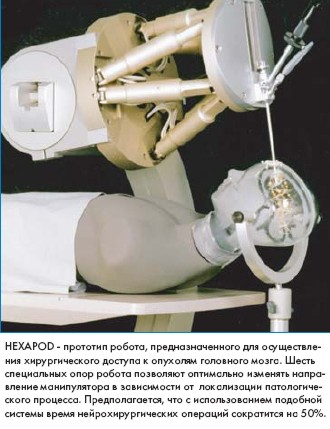 HEXAPOD - прототип робота, предназначенного для осуществле-
ния хирургического доступа к опухолям головного мозга. Шесть
специальных опор робота позволяют оптимально изменять напра-
вление манипулятора в зависимости от локализации патологиче-
ского процесса. Предполагается, что с использованием подобной
системы время нейрохирургических операций сократится на 50%.